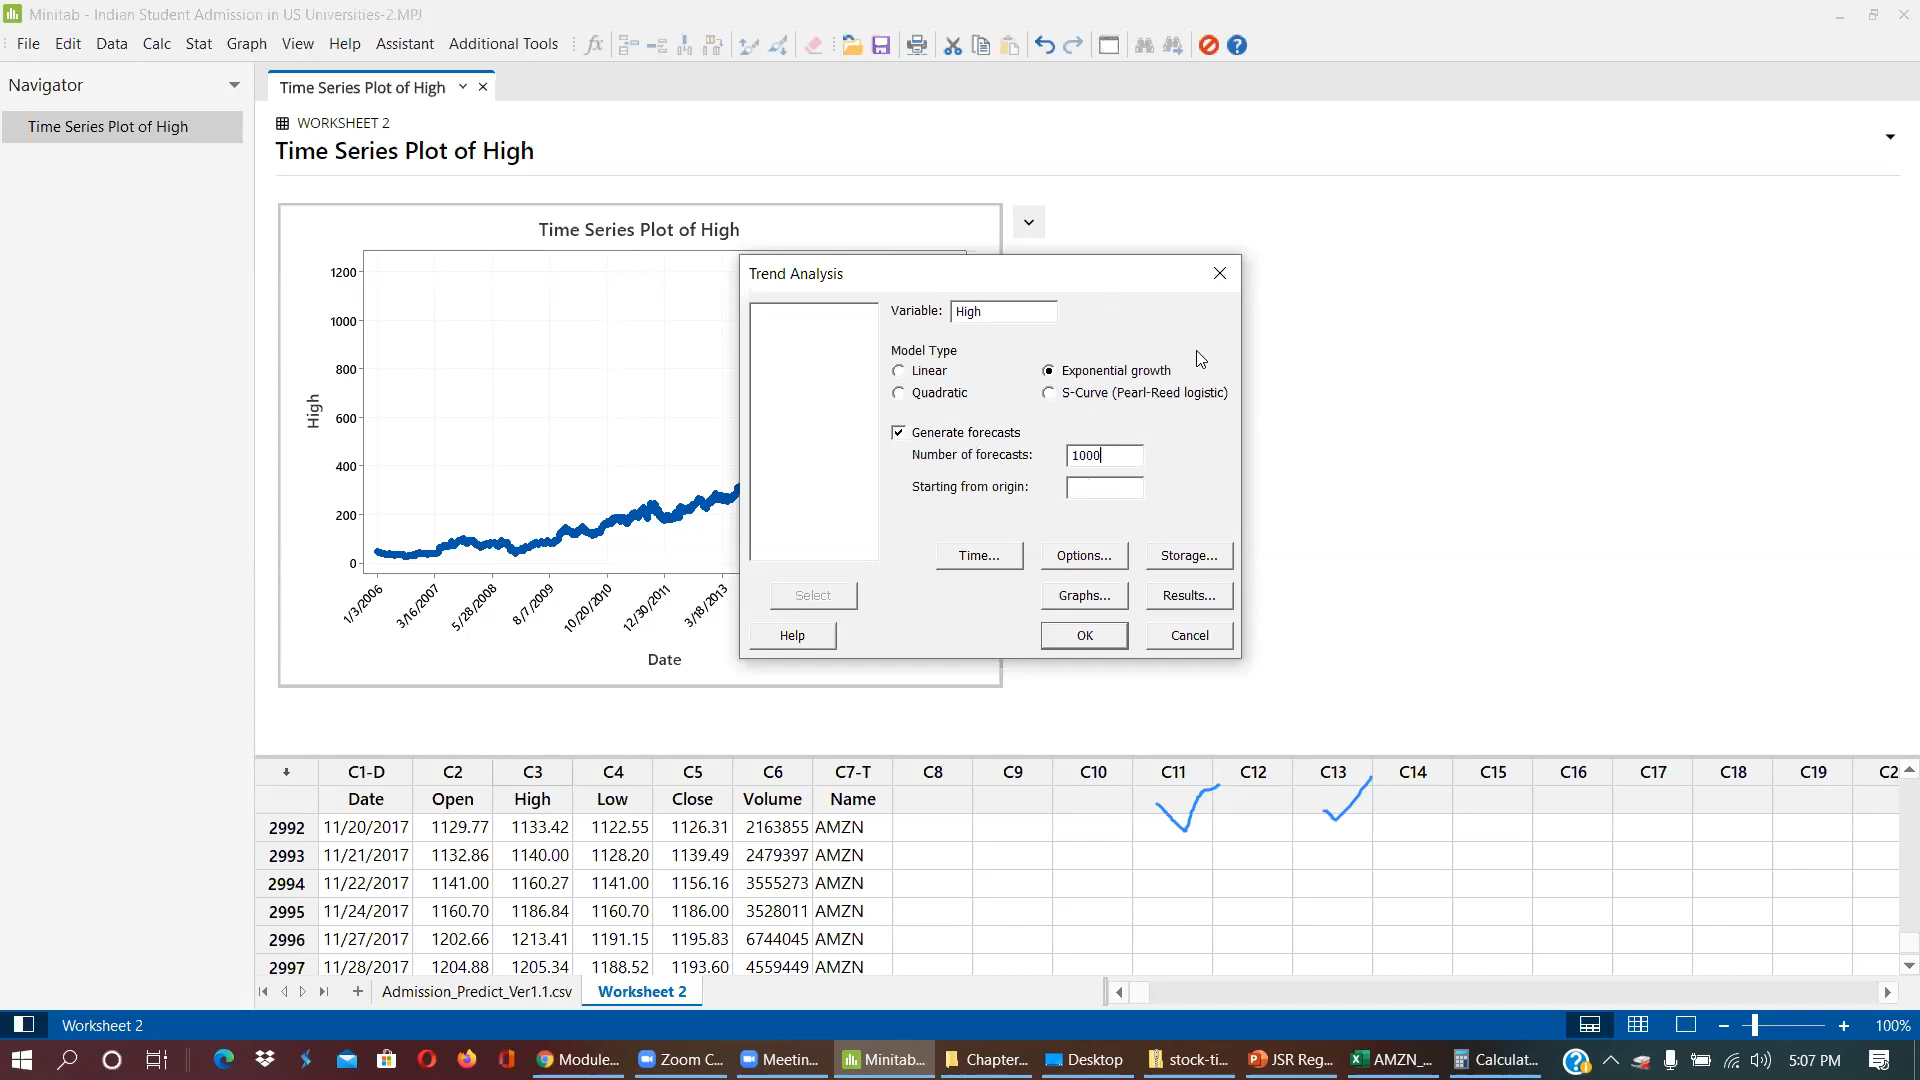 Minitab - Indian Student Admission in US Universities-2.MPJ
File Edit Data Calc Stat Graph View Help Assistant Additional Tools
Navigator
Time Series Plot of High
Time Series Plot of High
WORKSHEET 2
Time Series Plot of High
Time Series Plot of High
High
1200
1000
800
600
400
200
0
1/3/2006 3/16/2007 5/28/2008 8/7/2009 10/20/2010 12/30/2011 3/18/2013
Date
Trend Analysis
Variable: High
Model Type
Linear Exponential growth
Quadratic S-Curve (Pearl-Reed logistic)
Generate forecasts
Number of forecasts: 1000
Starting from origin:
Time... Options... Storage...
Select Graphs... Results...
Help OK Cancel
C1-D C2 C3 C4 C5 C6 C7-T C8 C9 C10 C11 C12 C13 C14 C15 C16 C17 C18 C19 C2
Date Open High Low Close Volume Name
2992 11/20/2017 1129.77 1133.42 1122.55 1126.31 2163855 AMZN
2993 11/21/2017 1132.86 1140.00 1128.20 1139.49 2479397 AMZN
2994 11/22/2017 1141.00 1160.27 1141.00 1156.16 3555273 AMZN
2995 11/24/2017 1160.70 1186.84 1160.70 1186.00 3528011 AMZN
2996 11/27/2017 1202.66 1213.41 1191.15 1195.83 6744045 AMZN
2997 11/28/2017 1204.88 1205.34 1188.52 1193.60 4559449 AMZN
Admission_Predict_Ver1.1.csv Worksheet 2
Worksheet 2 100%
Module... Zoom C... Meetin... Minitab... Chapter... Desktop stock-ti... JSR Reg... AMZN_... Calculat... 5:07 PM